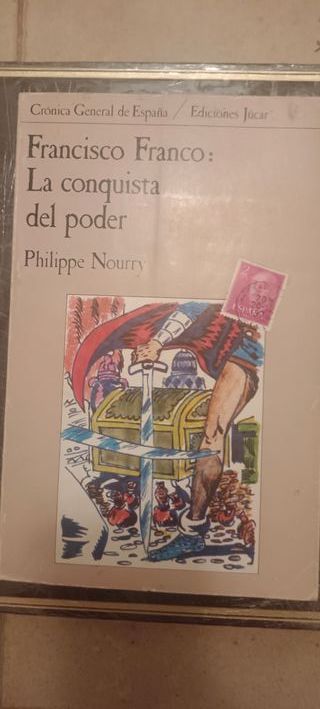 Crónica General de España / Ediciones Júcar
Francisco Franco:
La conquista
del poder
Philippe Nourry